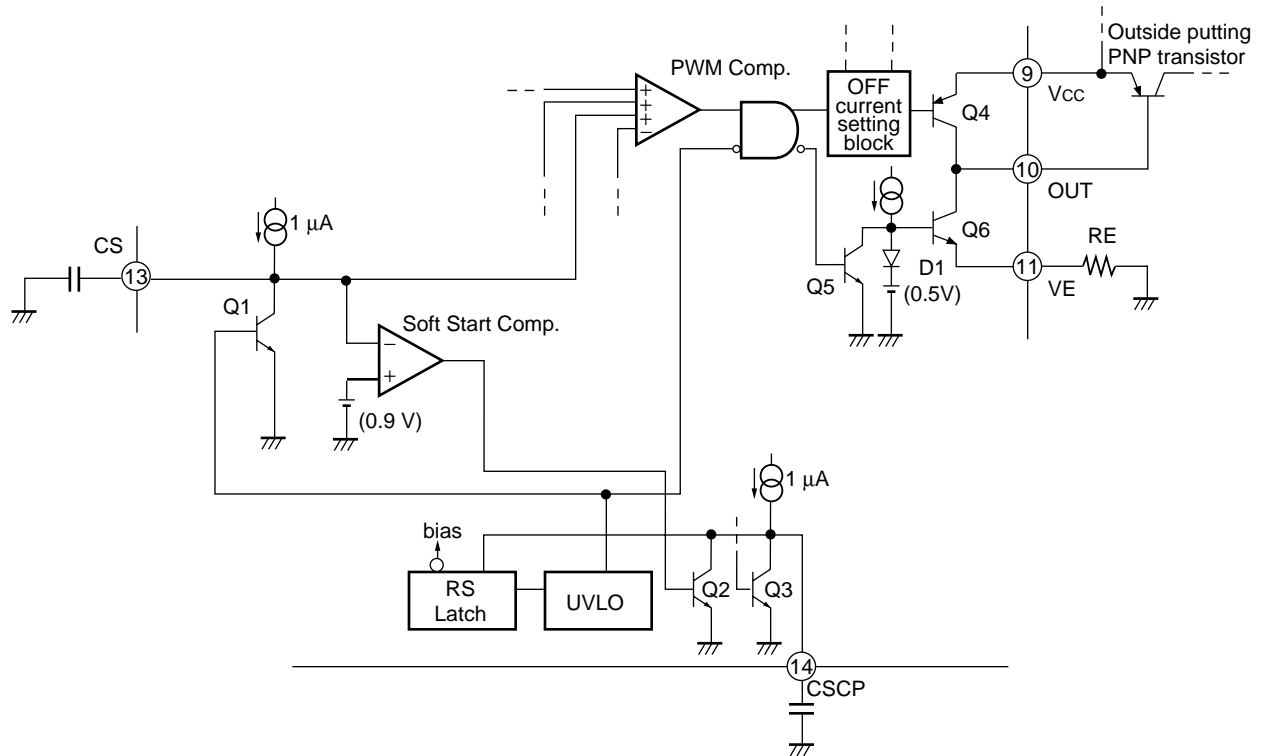 Outside putting
PNP transistor
PWM Comp.
+
+
+
−
OFF
current
setting
block
Q4
9
VCC
10
OUT
Q6
Q5
D1
(0.5V)
11
VE
RE
1 μA
CS
13
Q1
Soft Start Comp.
−
+
(0.9 V)
1 μA
bias
RS
Latch
UVLO
Q2
Q3
14
CSCP